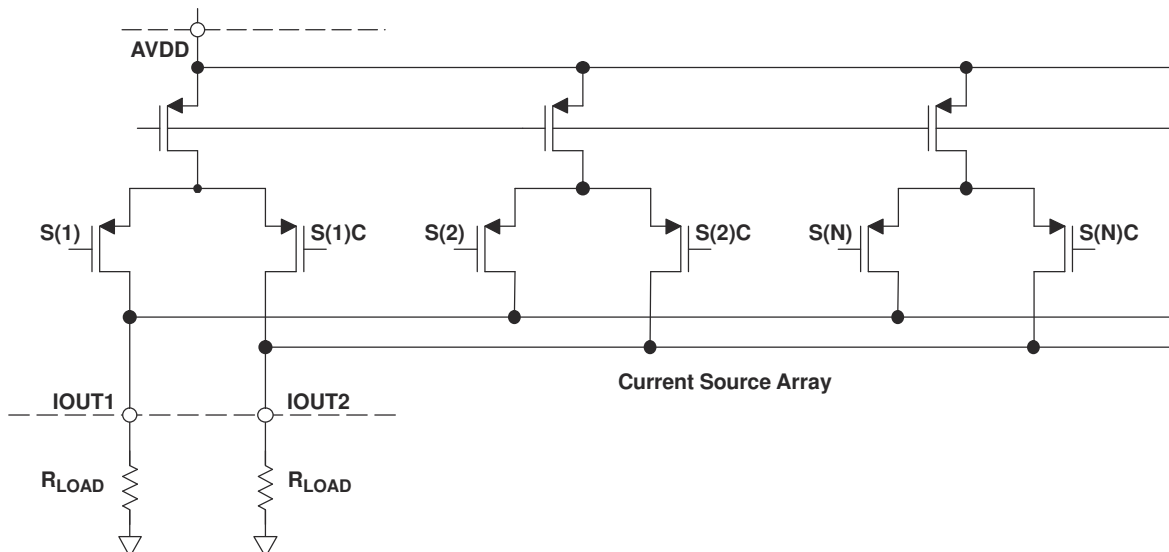 AVDD
S(1)
S(1)C
S(2)
S(2)C
S(N)
S(N)C
Current Source Array
IOUT1
IOUT2
RLOAD
RLOAD